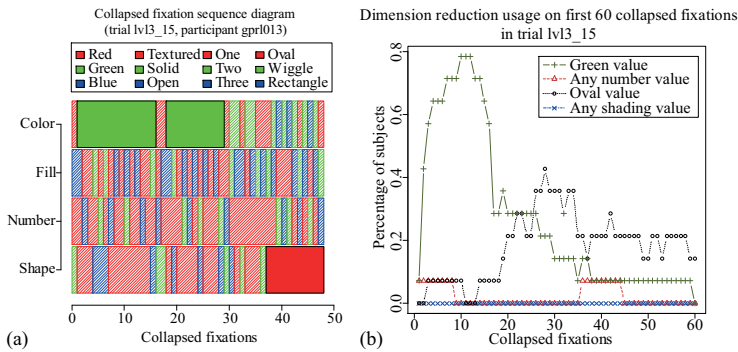 Collapsed fixation sequence diagram
(trial lvl3_15, participant gprl013)
Red Textured One Oval
Green Solid Two Wiggle
Blue Open Three Rectangle
Color
Fill
Number
Shape
0 10 20 30 40 50
Collapsed fixations
(a)
Dimension reduction usage on first 60 collapsed fixations
in trial lvl3_15
Green value
Any number value
Oval value
Any shading value
Percentage of subjects
0.8%
0.6
0.4
0.2
0.0
0 10 20 30 40 50 60
Collapsed fixations
(b)